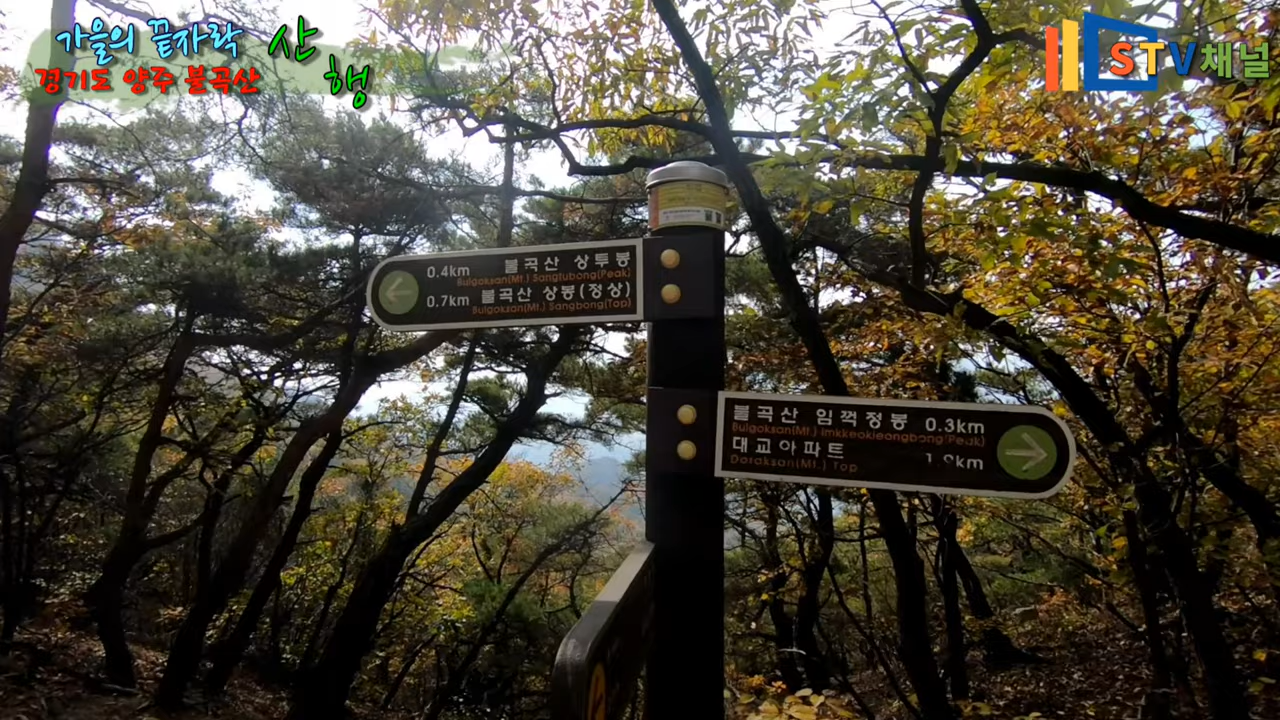 가을의 끝자락 산행
경기도 양주 불곡산
STV채널
0.4km 불곡산 상투봉
Bulgoksan(Mt.) Sangtubong(Peak)
0.7km 불곡산 상봉(정상)
Bulgoksan(Mt.) Sangbong(Top)
불곡산 임꺽정봉 0.3km
Bulgoksan(Mt.) Imkkeokjeongbong(Peak)
대교아파트
Doraksan(Mt.) Top